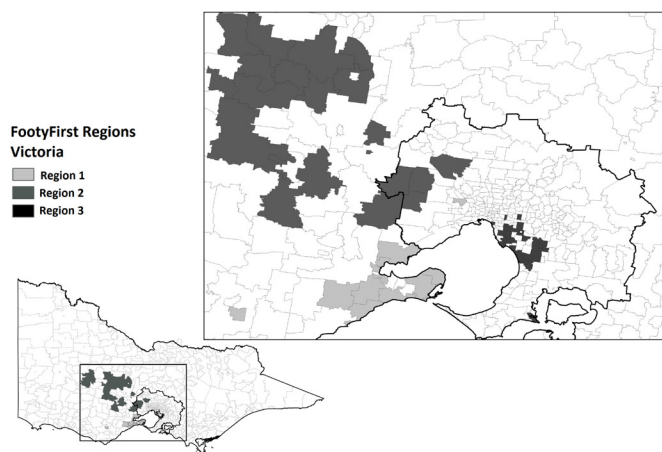 FootyFirst Regions
Victoria
Region 1
Region 2
Region 3